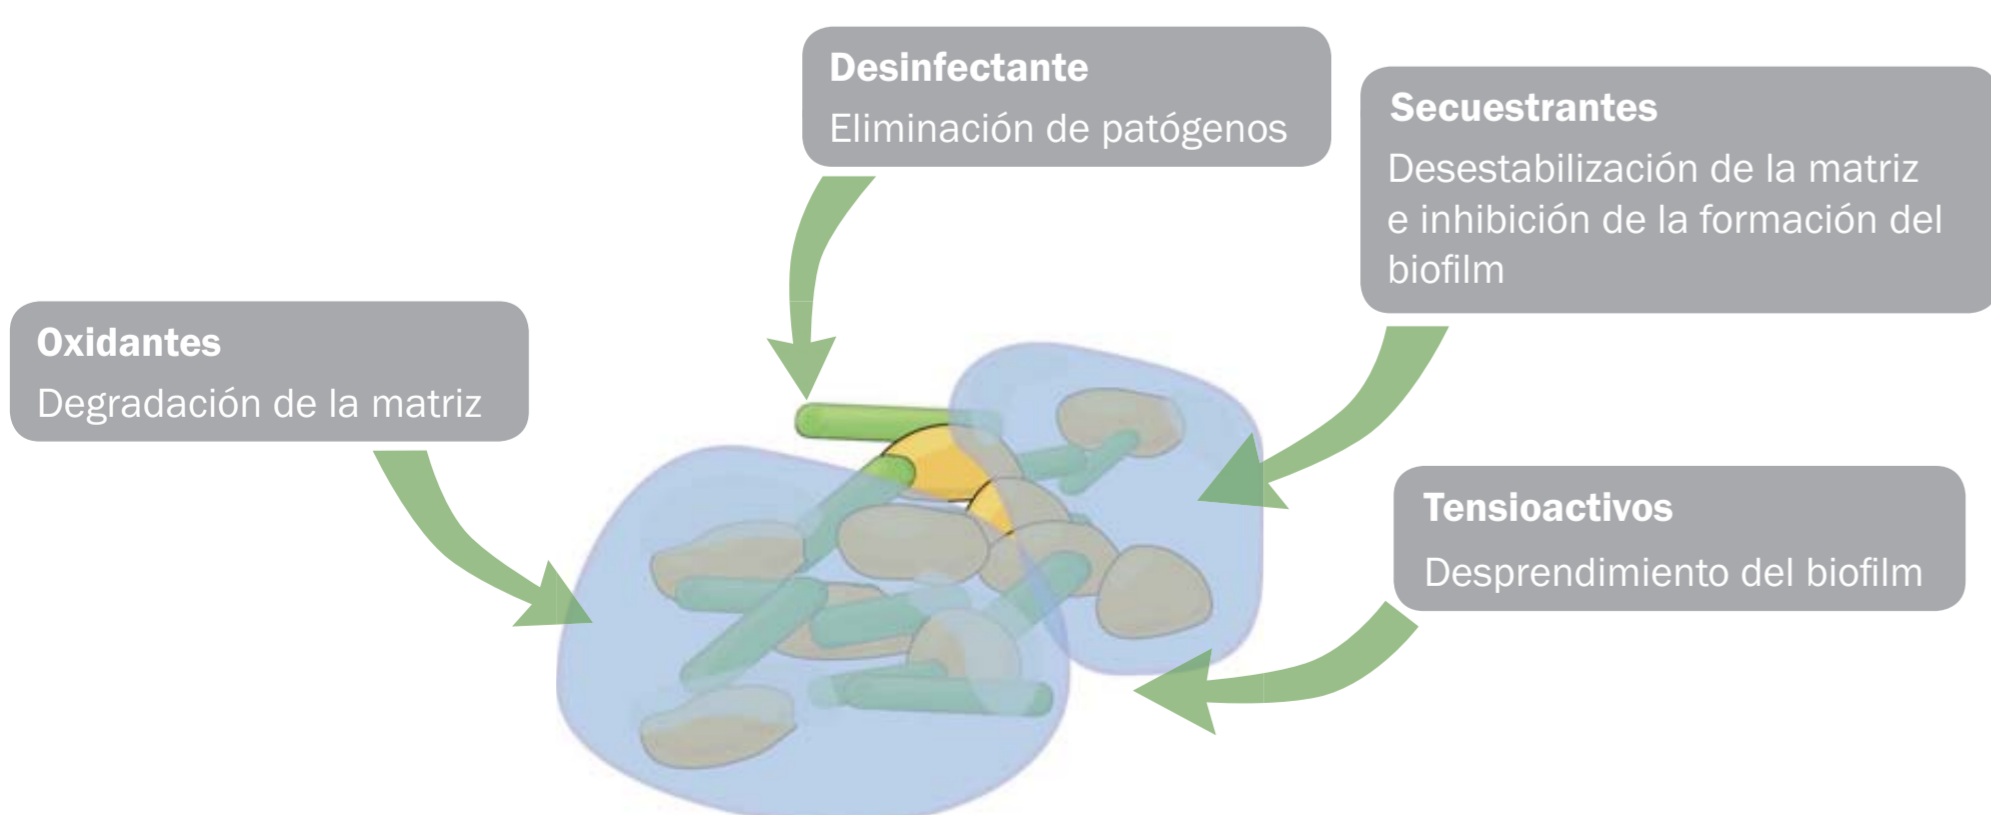 Desinfectante
Eliminación de patógenos
Secuestrantes
Desestabilización de la matriz
e inhibición de la formación del
biofilm
Oxidantes
Degradación de la matriz
Tensioactivos
Desprendimiento del biofilm